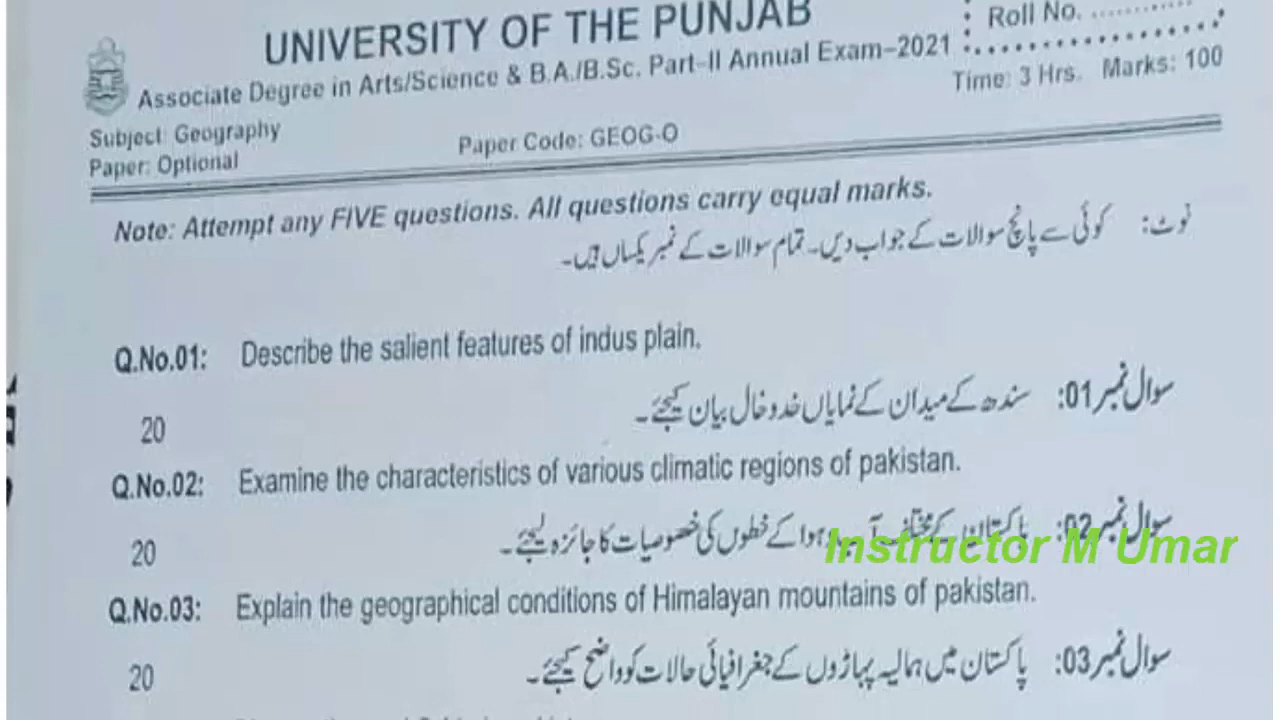 UNIVERSITY OF THE PUNJAB
Roll No. ............
Associate Degree in Arts/Science & B.A./B.Sc. Part-II Annual Exam-2021
Time: 3 Hrs. Marks: 100
Subject: Geography
Paper: Optional
Paper Code: GEOG-O
Note: Attempt any FIVE questions. All questions carry equal marks.
نوٹ: کوئی سے پانچ سوالات کے جواب دیں۔ تمام سوالات کے نمبر یکساں ہیں۔
Q.No.01: Describe the salient features of indus plain.
سوال نمبر01: سندھ کے میدان کے نمایاں خدوخال بیان کیجئے۔
20
Q.No.02: Examine the characteristics of various climatic regions of pakistan.
سوال نمبر02: پاکستان کے مختلف آب و ہوا کے خطوں کی خصوصیات کا جائزہ لیجئے۔
Instructor M Umar
20
Q.No.03: Explain the geographical conditions of Himalayan mountains of pakistan.
سوال نمبر03: پاکستان میں ہمالیہ پہاڑوں کے جغرافیائی حالات کو واضح کیجئے۔
20